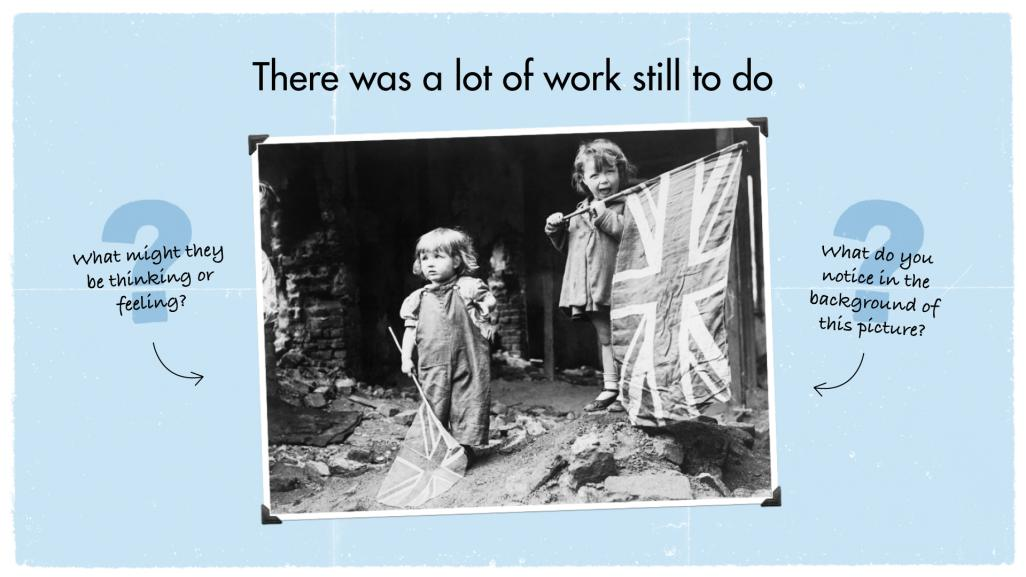 There was a lot of work still to do
What might they
be thinking or
feeling?
What do you
notice in the
background of
this picture?